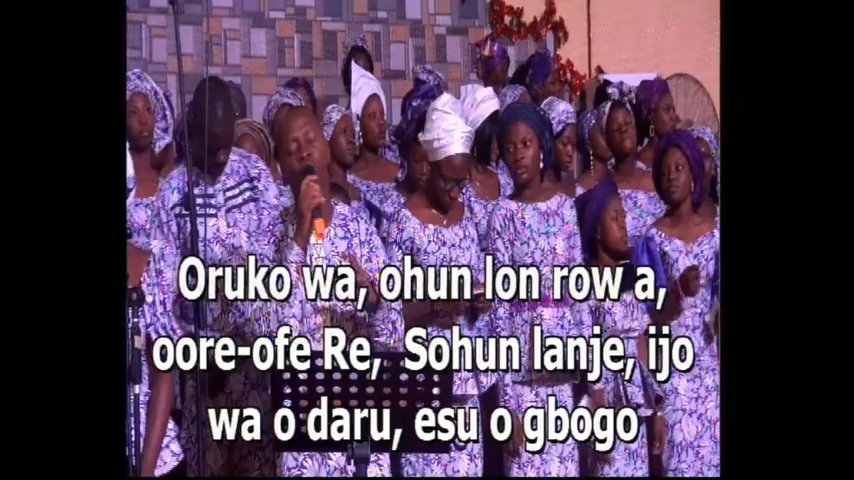 Oruko wa, ohun lon row a,
oore-ofe Re, Sohun lanje, ijo
wa o daru, esu o gbogo